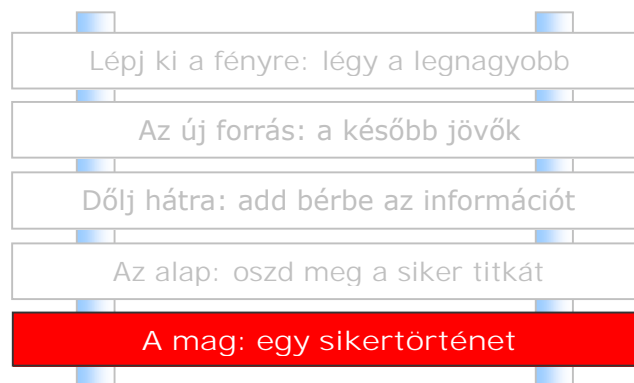 Lépj ki a fényre: légy a legnagyobb
Az új forrás: a később jövők
Dőlj hátra: add bérbe az információt
Az alap: oszd meg a siker titkát
A mag: egy sikertörténet